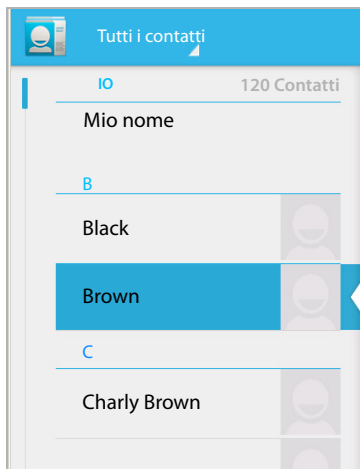 Tutti i contatti
IO 120 Contatti
Mio nome
B
Black
Brown
C
Charly Brown